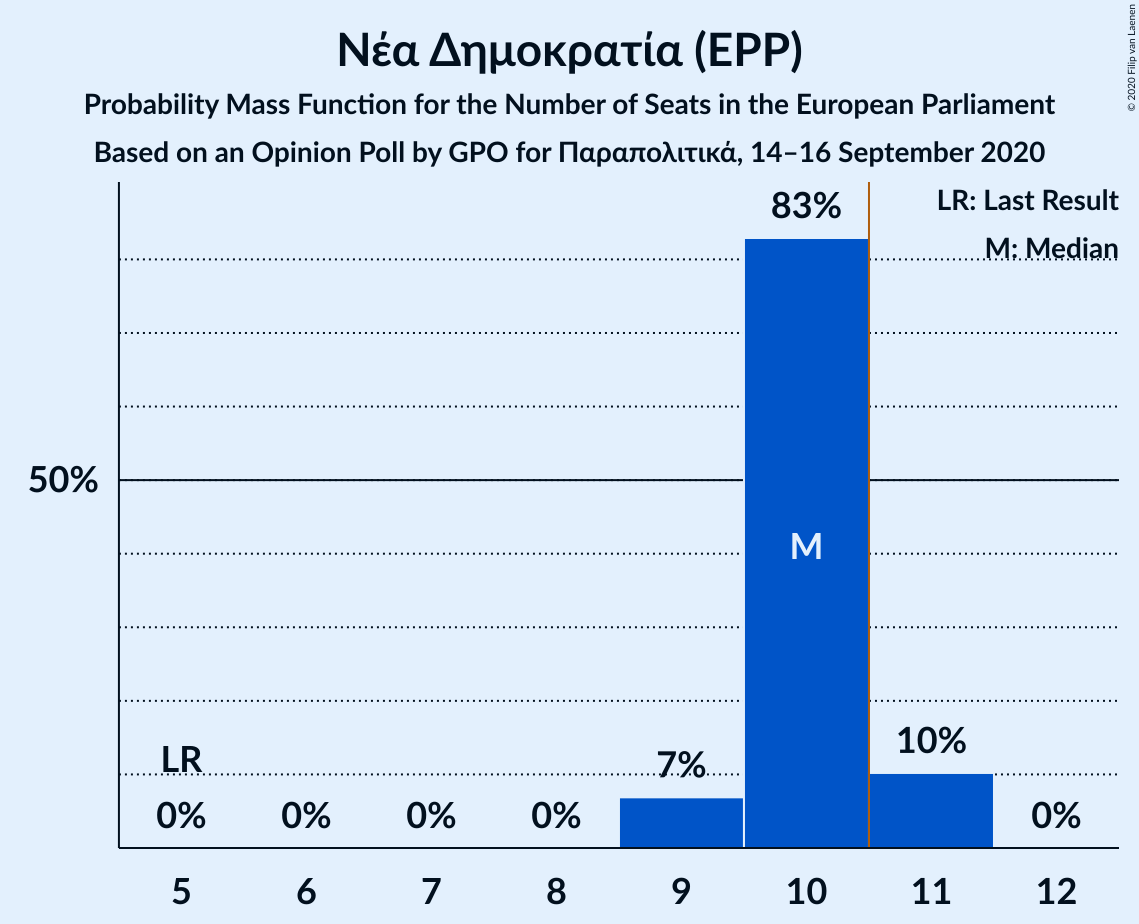 Νέα Δημοκρατία (EPP)
Probability Mass Function for the Number of Seats in the European Parliament
Based on an Opinion Poll by GPO for Παραπολιτικά, 14–16 September 2020
© 2020 Filip van Laenen
LR: Last Result
M: Median
83%
50%
M
LR
7%
10%
0% 0% 0% 0% 0%
5 6 7 8 9 10 11 12